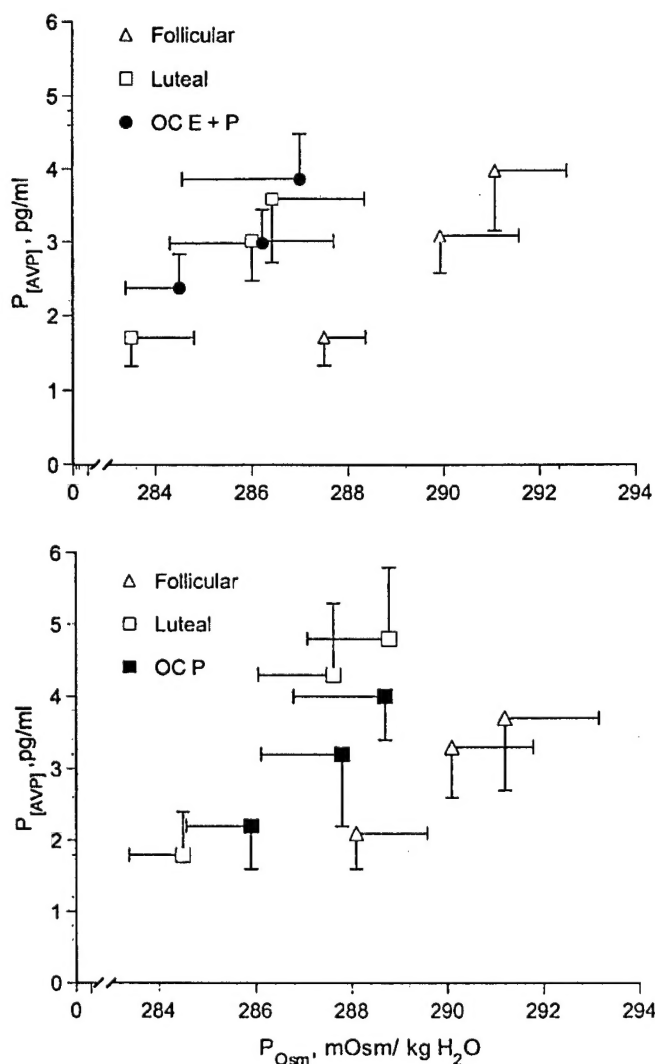 6
△ Follicular
□ Luteal
5
● OC E + P
4
P[AVP], pg/ml
3
2
1
0
0 284 286 288 290 292 294
6
△ Follicular
□ Luteal
5
■ OC P
4
P[AVP],pg/ml
3
2
1
0
0 284 286 288 290 292 294
POsm, mOsm/ kg H2O